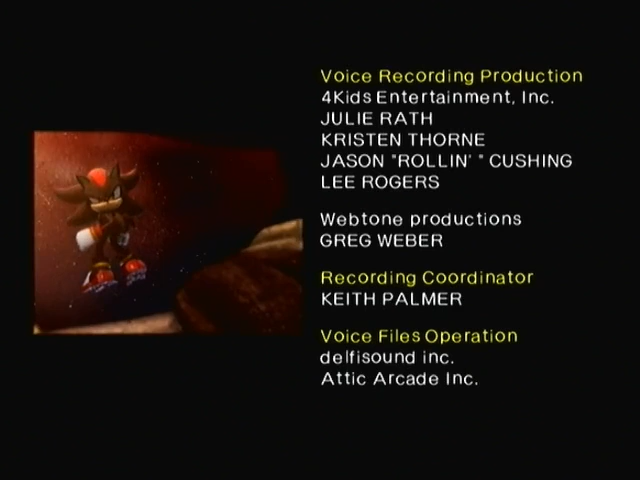 Voice Recording Production
4Kids Entertainment, Inc.
JULIE RATH
KRISTEN THORNE
JASON "ROLLIN' " CUSHING
LEE ROGERS
Webtone productions
GREG WEBER
Recording Coordinator
KEITH PALMER
Voice Files Operation
delfisound inc.
Attic Arcade Inc.